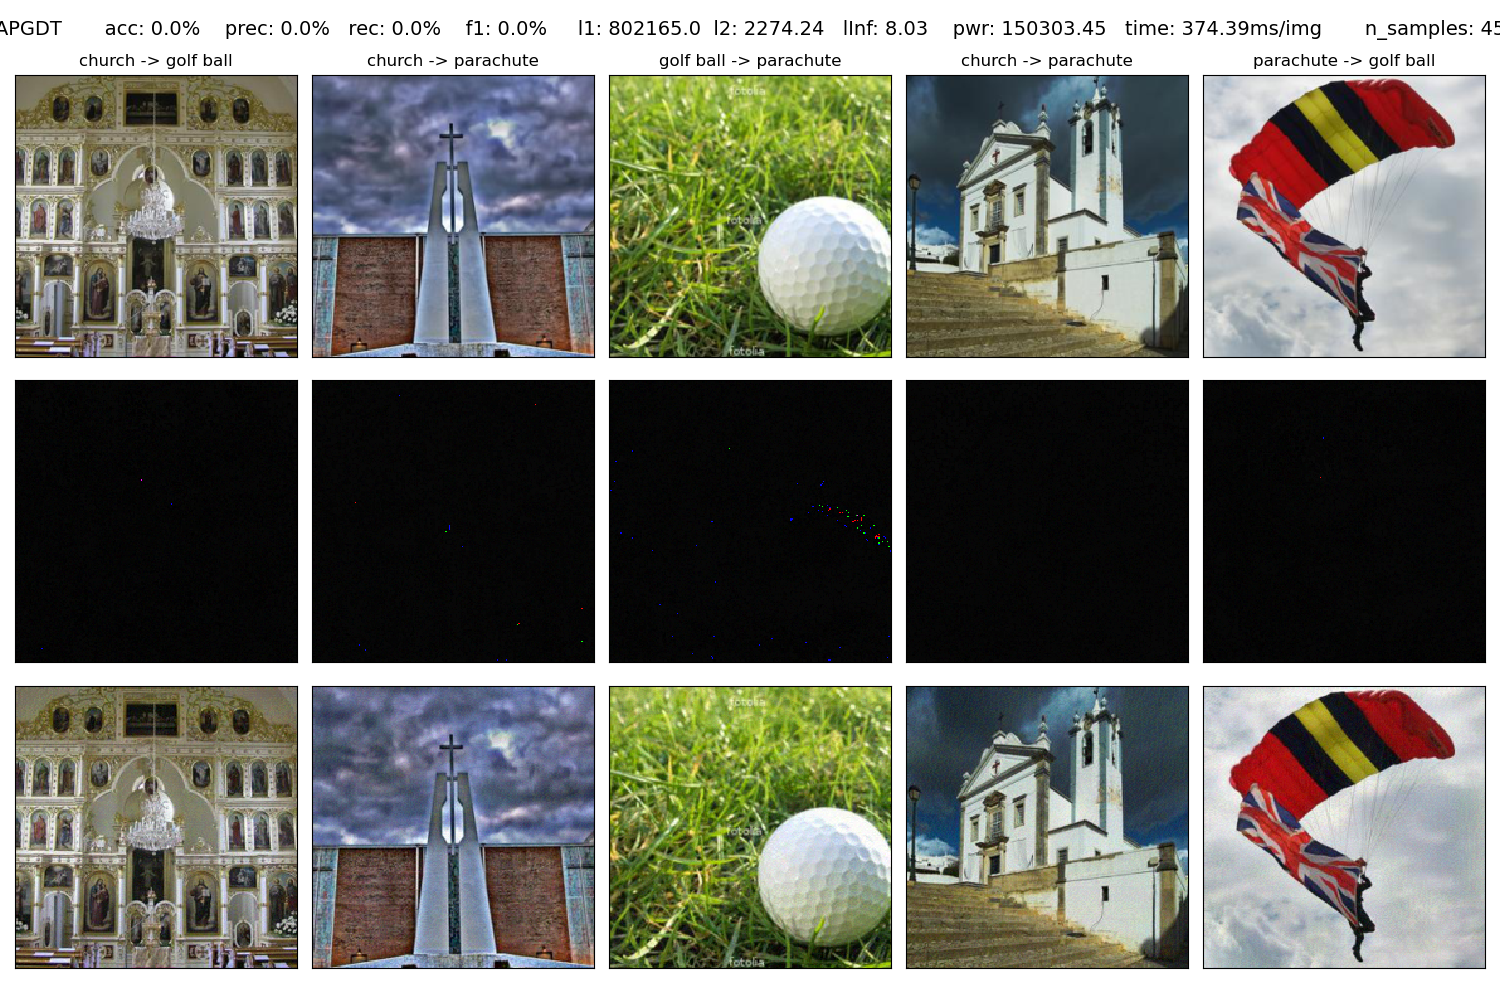 APGDT acc: 0.0% prec: 0.0% rec: 0.0% f1: 0.0% l1: 802165.0 l2: 2274.24 lInf: 8.03 pwr: 150303.45 time: 374.39ms/img n_samples: 45
church -> golf ball
church -> parachute
golf ball -> parachute
church -> parachute
parachute -> golf ball
fotolia
fotolia
fotolia
fotolia
fotolia
fotolia